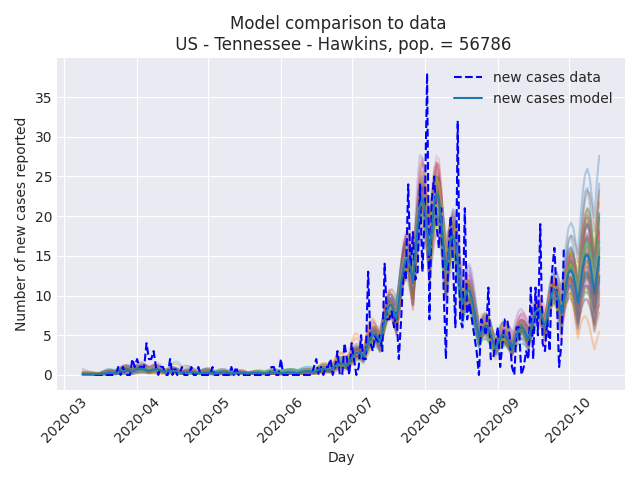 Model comparison to data
US - Tennessee - Hawkins, pop. = 56786
new cases data
new cases model
Number of new cases reported
35
30
25
20
15
10
5
0
2020-03
2020-04
2020-05
2020-06
2020-07
2020-08
2020-09
2020-10
Day